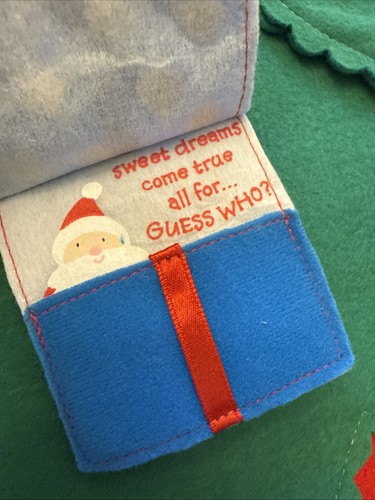 sweet dreams
come true
all for...
GUESS WHO?